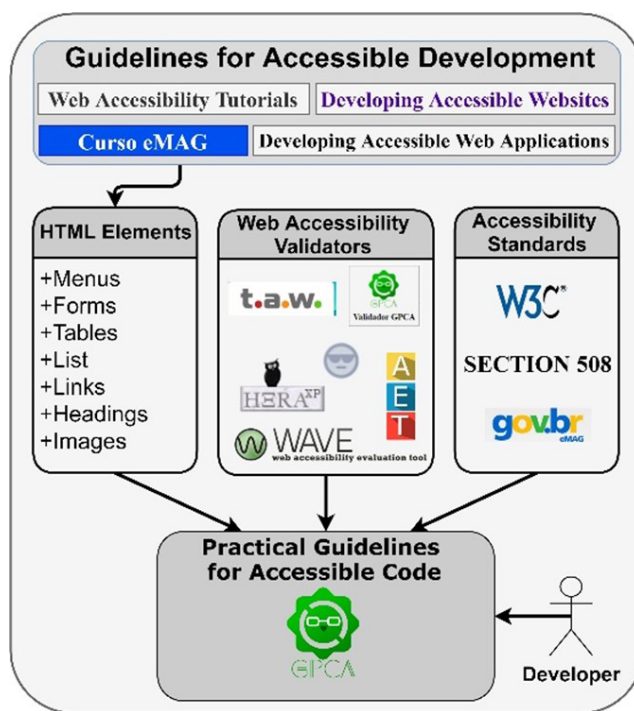 Guidelines for Accessible Development
Web Accessibility Tutorials
Developing Accessible Websites
Curso eMAG
Developing Accessible Web Applications
HTML Elements
+Menus
+Forms
+Tables
+List
+Links
+Headings
+Images
Web Accessibility
Validators
t.a.w.
GPCA
Validador GPCA
HERA XP
A
E
T
W WAVE
web accessibility evaluation tool
Accessibility
Standards
W3C®
SECTION 508
gov.br
eMAG
Practical Guidelines
for Accessible Code
GPCA
Developer